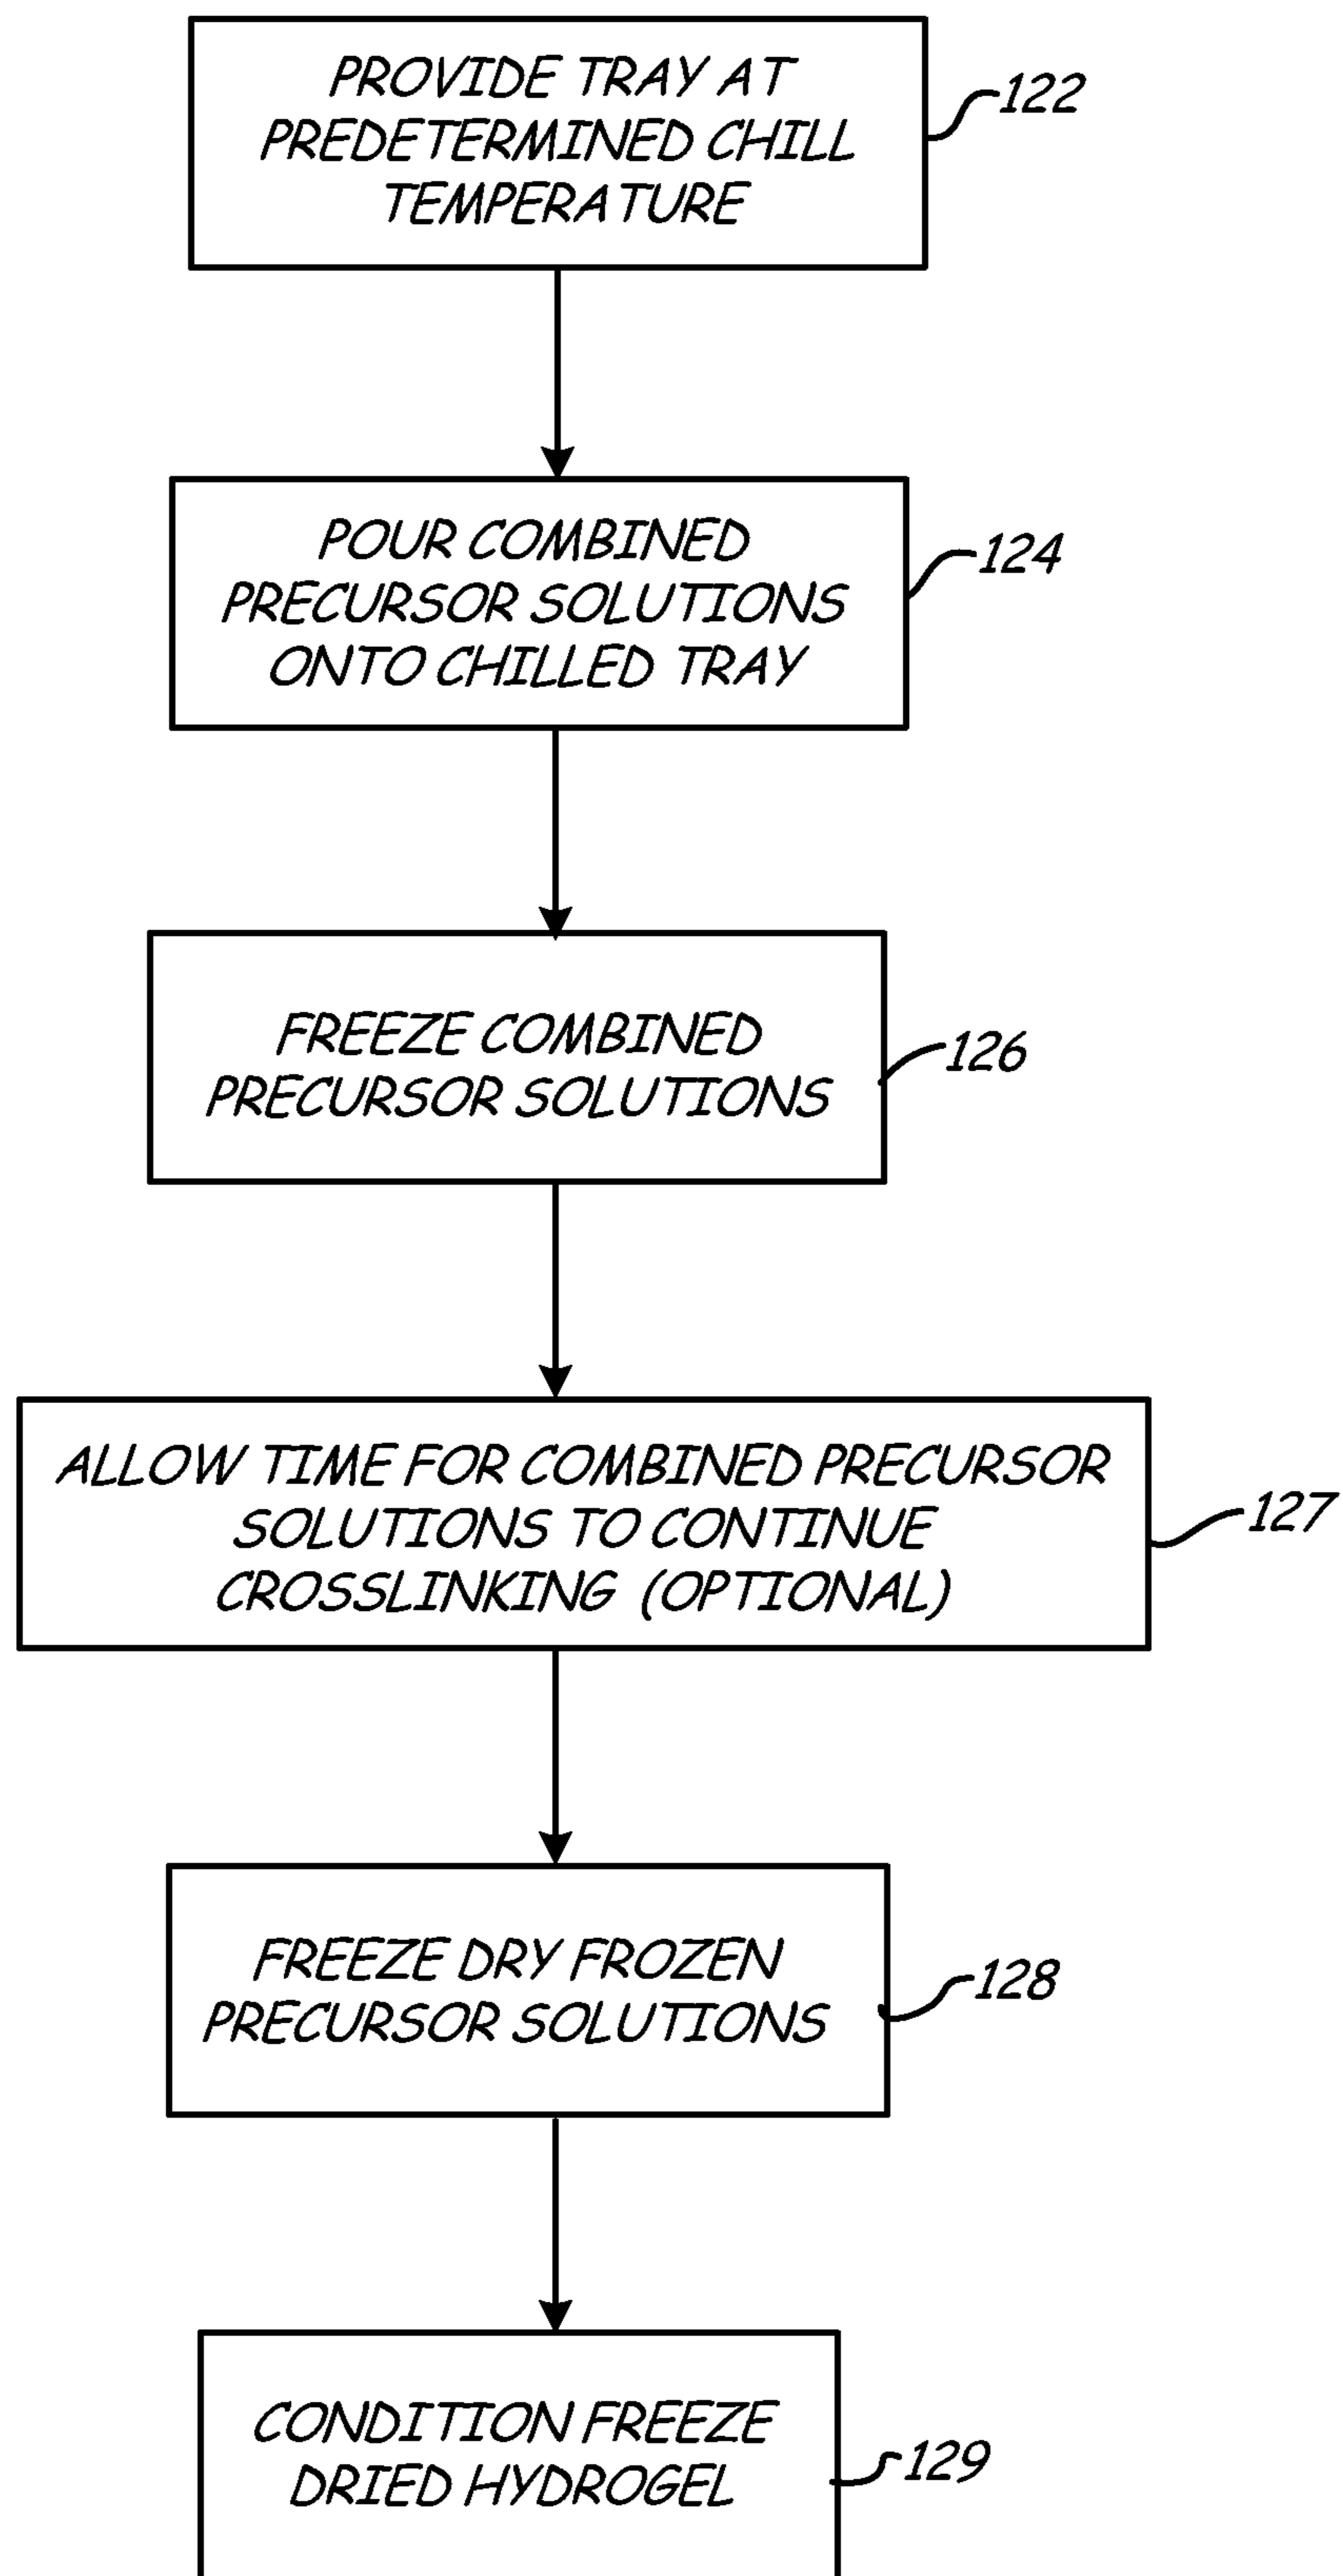 PROVIDE TRAY AT
PREDETERMINED CHILL
TEMPERATURE
122
POUR COMBINED
PRECURSOR SOLUTIONS
ONTO CHILLED TRAY
124
FREEZE COMBINED
PRECURSOR SOLUTIONS
126
ALLOW TIME FOR COMBINED PRECURSOR
SOLUTIONS TO CONTINUE
CROSSLINKING (OPTIONAL)
127
FREEZE DRY FROZEN
PRECURSOR SOLUTIONS
128
CONDITION FREEZE
DRIED HYDROGEL
129